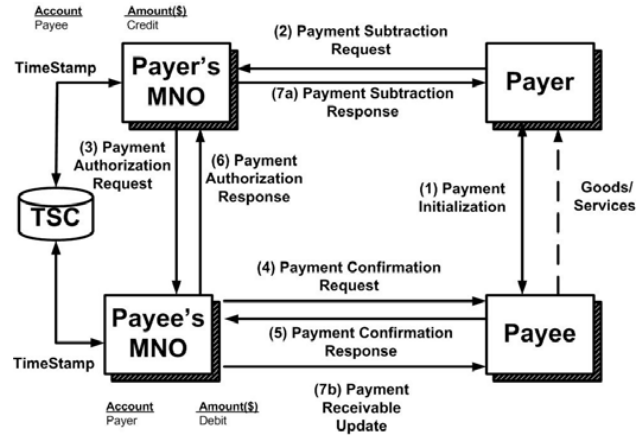 Account Amount($)
Payee Credit
(2) Payment Subtraction
Request
TimeStamp
Payer's
MNO
Payer
(7a) Payment Subtraction
Response
(3) Payment
Authorization
Request
(6) Payment
Authorization
Response
(1) Payment
Initialization
Goods/
Services
TSC
(4) Payment Confirmation
Request
Payee's
MNO
Payee
(5) Payment Confirmation
Response
TimeStamp
(7b) Payment
Receivable
Update
Account Amount($)
Payer Debit